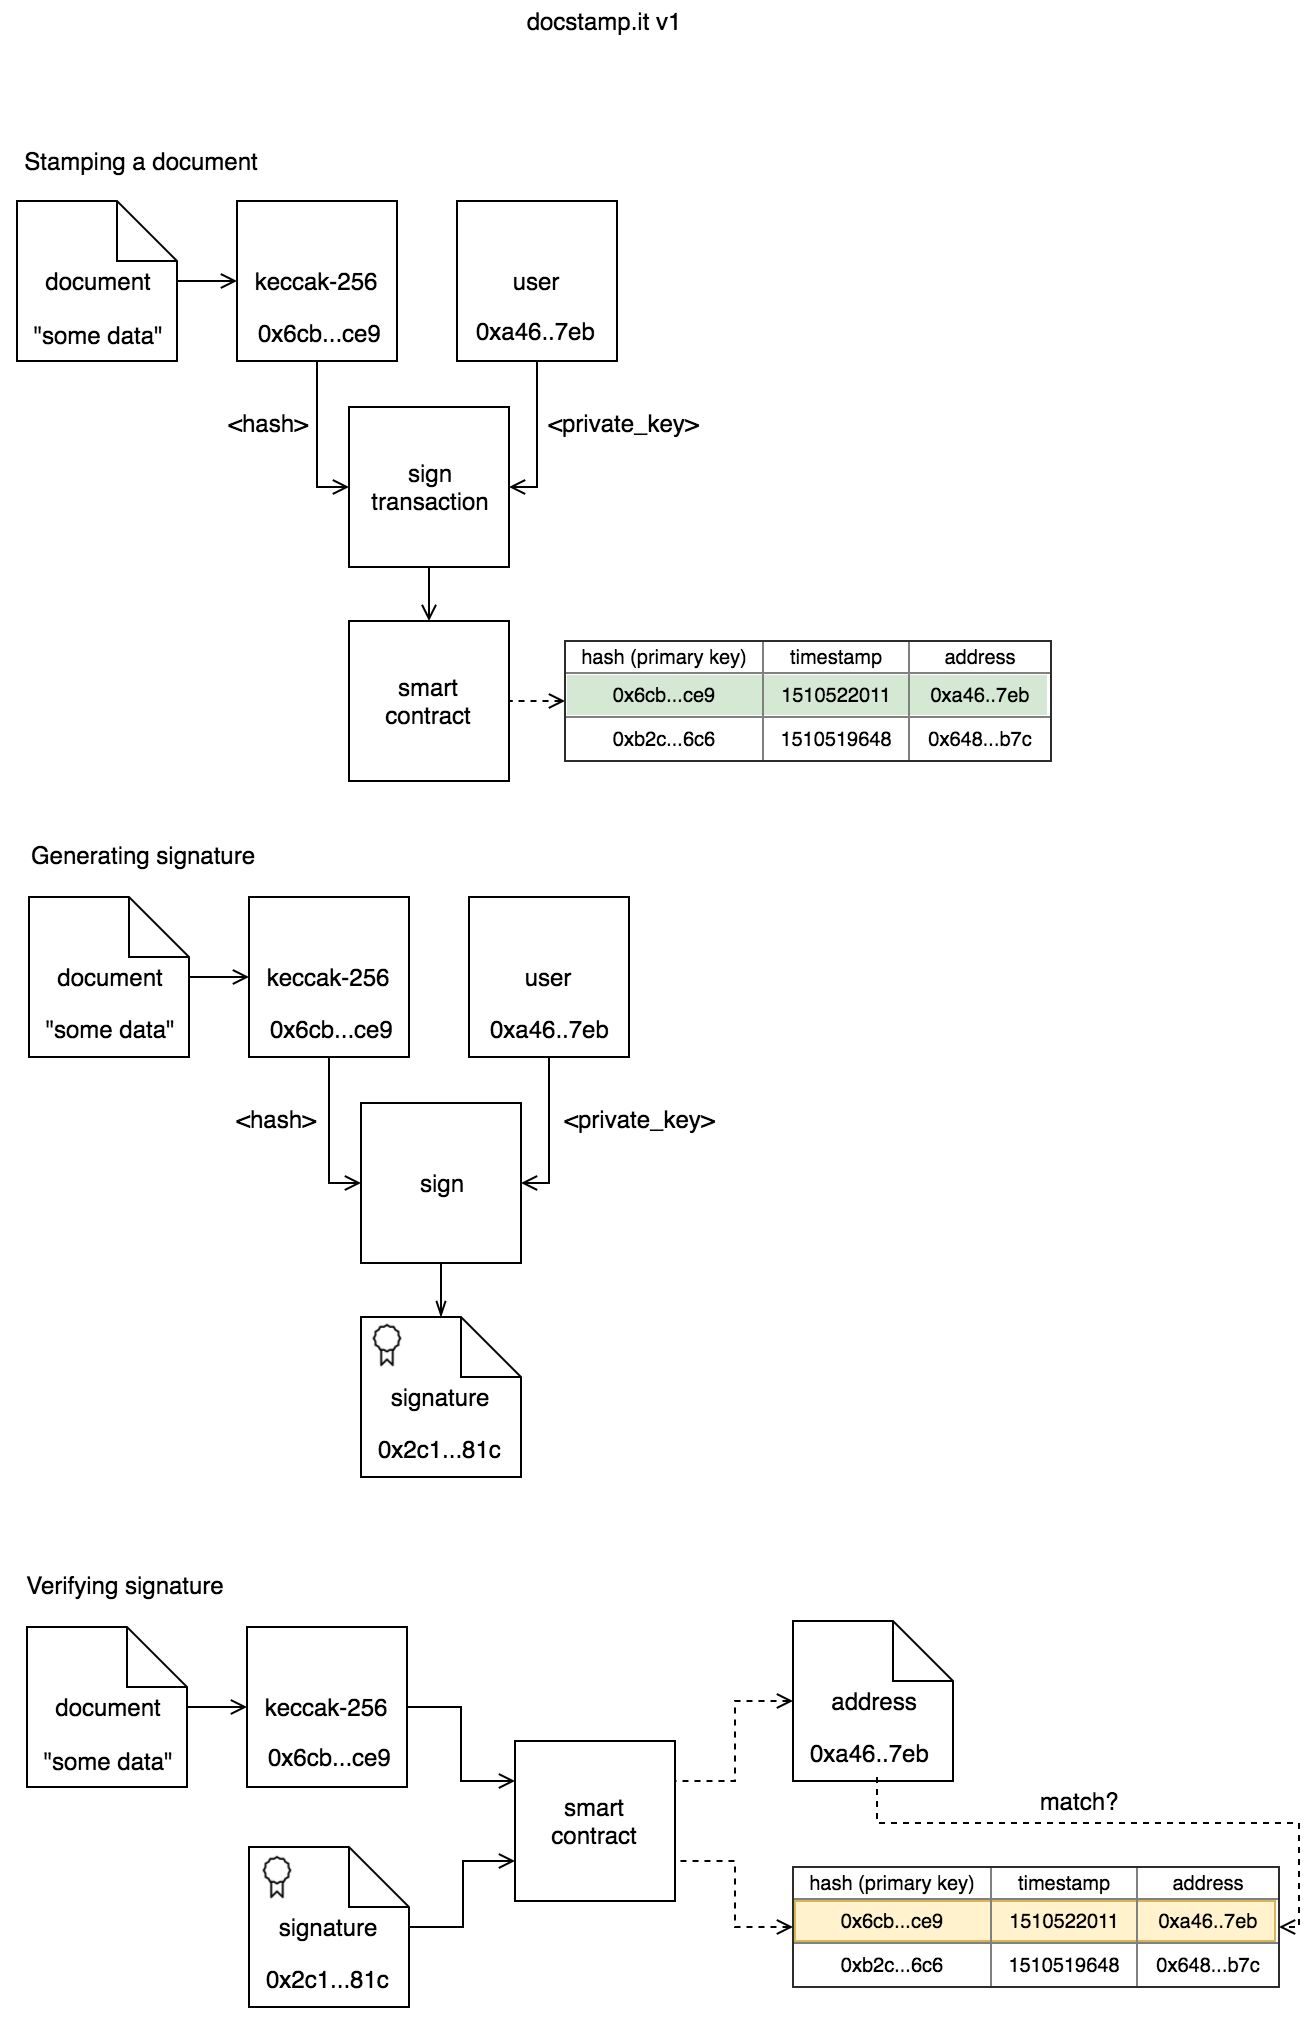 docstamp.it v1
Stamping a document
document
"some data"
keccak-256
0x6cb...ce9
user
0xa46..7eb
<hash>
<private_key>
sign
transaction
smart
contract
hash (primary key) timestamp address
0x6cb...ce9 1510522011 0xa46..7eb
0xb2c...6c6 1510519648 0x648...b7c
Generating signature
document
"some data"
keccak-256
0x6cb...ce9
user
0xa46..7eb
<hash>
<private_key>
sign
signature
0x2c1...81c
Verifying signature
document
"some data"
keccak-256
0x6cb...ce9
signature
0x2c1...81c
smart
contract
address
0xa46..7eb
match?
hash (primary key) timestamp address
0x6cb...ce9 1510522011 0xa46..7eb
0xb2c...6c6 1510519648 0x648...b7c